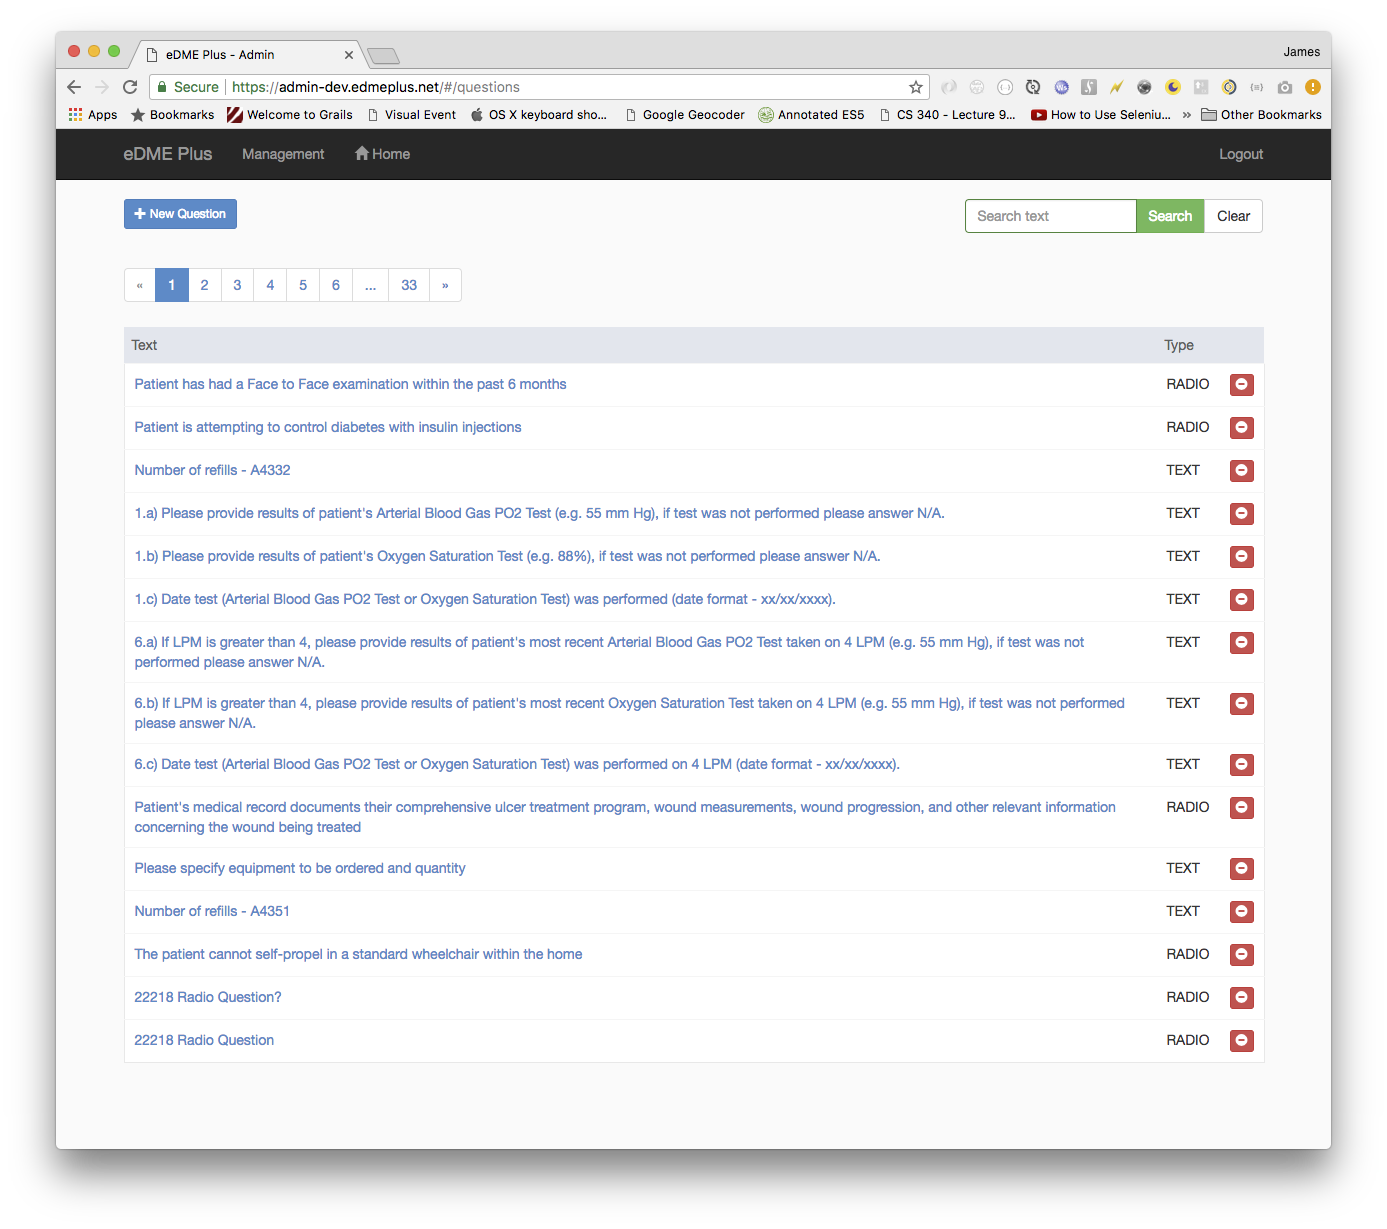 eDME Plus - Admin
James
Secure https://admin-dev.edmeplus.net/#/questions
Apps Bookmarks Welcome to Grails Visual Event OS X keyboard sho... Google Geocoder Annotated ES5 CS 340 - Lecture 9... How to Use Seleniu... » Other Bookmarks
eDME Plus Management Home Logout
New Question Search text Search Clear
« 1 2 3 4 5 6 ... 33 »
Text Type
Patient has had a Face to Face examination within the past 6 months RADIO
Patient is attempting to control diabetes with insulin injections RADIO
Number of refills - A4332 TEXT
1.a) Please provide results of patient's Arterial Blood Gas PO2 Test (e.g. 55 mm Hg), if test was not performed please answer N/A. TEXT
1.b) Please provide results of patient's Oxygen Saturation Test (e.g. 88%), if test was not performed please answer N/A. TEXT
1.c) Date test (Arterial Blood Gas PO2 Test or Oxygen Saturation Test) was performed (date format - xx/xx/xxxx). TEXT
6.a) If LPM is greater than 4, please provide results of patient's most recent Arterial Blood Gas PO2 Test taken on 4 LPM (e.g. 55 mm Hg), if test was not TEXT
performed please answer N/A.
6.b) If LPM is greater than 4, please provide results of patient's most recent Oxygen Saturation Test taken on 4 LPM (e.g. 55 mm Hg), if test was not performed TEXT
please answer N/A.
6.c) Date test (Arterial Blood Gas PO2 Test or Oxygen Saturation Test) was performed on 4 LPM (date format - xx/xx/xxxx). TEXT
Patient's medical record documents their comprehensive ulcer treatment program, wound measurements, wound progression, and other relevant information RADIO
concerning the wound being treated
Please specify equipment to be ordered and quantity TEXT
Number of refills - A4351 TEXT
The patient cannot self-propel in a standard wheelchair within the home RADIO
22218 Radio Question? RADIO
22218 Radio Question RADIO